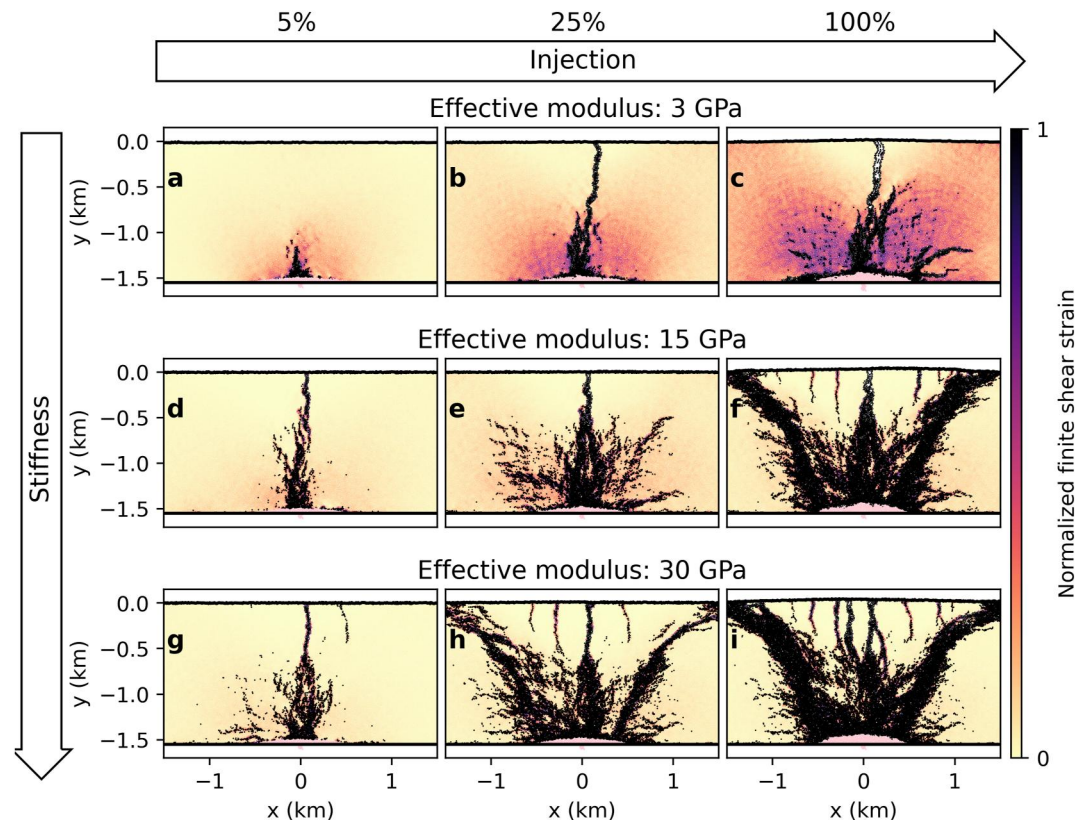 5% 25% 100%
Injection
Stiffness
Effective modulus: 3 GPa
y (km)
0.0
−0.5
−1.0
−1.5
a
b
c
Effective modulus: 15 GPa
y (km)
0.0
−0.5
−1.0
−1.5
d
e
f
Effective modulus: 30 GPa
y (km)
0.0
−0.5
−1.0
−1.5
g
h
i
−1 0 1 −1 0 1 −1 0 1
x (km) x (km) x (km)
1
Normalized finite shear strain
0